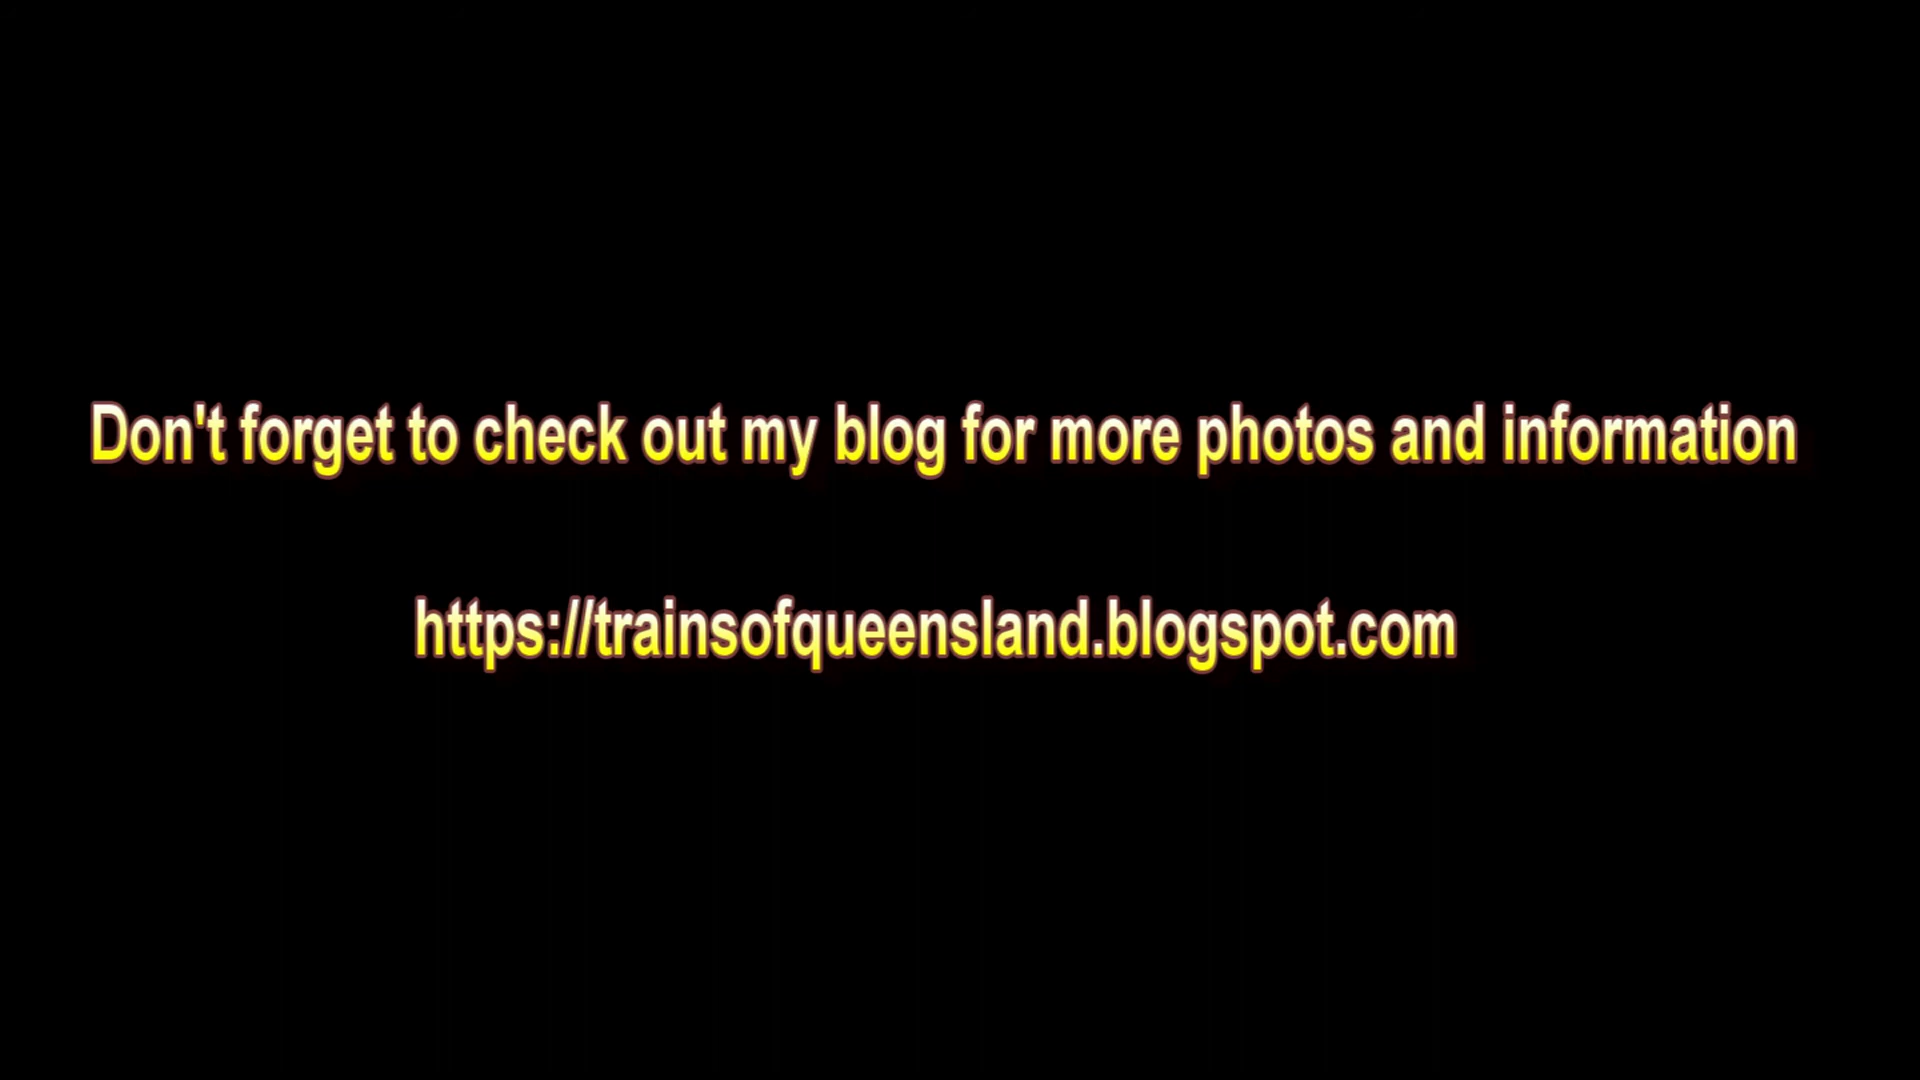 Don't forget to check out my blog for more photos and information
https://trainsofqueensland.blogspot.com